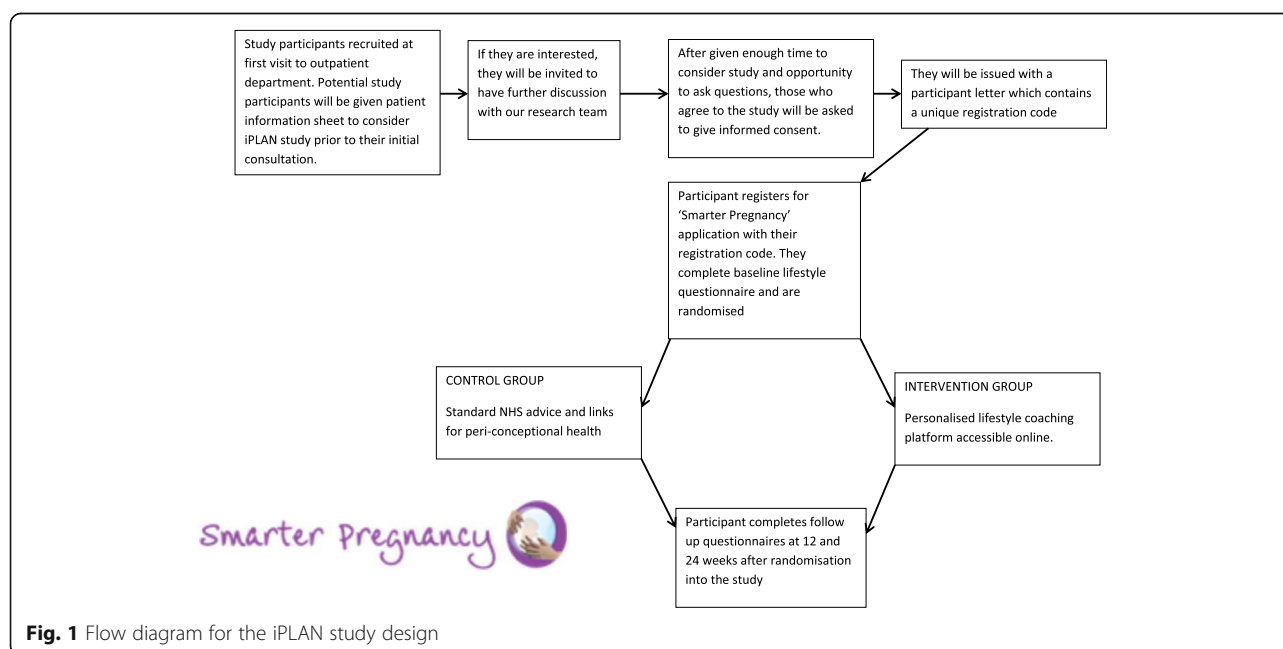 Study participants recruited at
first visit to outpatient
department. Potential study
participants will be given patient
information sheet to consider
iPLAN study prior to their initial
consultation.
If they are interested,
they will be invited to
have further discussion
with our research team
After given enough time to
consider study and opportunity
to ask questions, those who
agree to the study will be asked
to give informed consent.
They will be issued with a
participant letter which contains
a unique registration code
Participant registers for
‘Smarter Pregnancy’
application with their
registration code. They
complete baseline lifestyle
questionnaire and are
randomised
CONTROL GROUP
Standard NHS advice and links
for peri-conceptional health
INTERVENTION GROUP
Personalised lifestyle coaching
platform accessible online.
Participant completes follow
up questionnaires at 12 and
24 weeks after randomisation
into the study
Smarter Pregnancy
Fig. 1 Flow diagram for the iPLAN study design